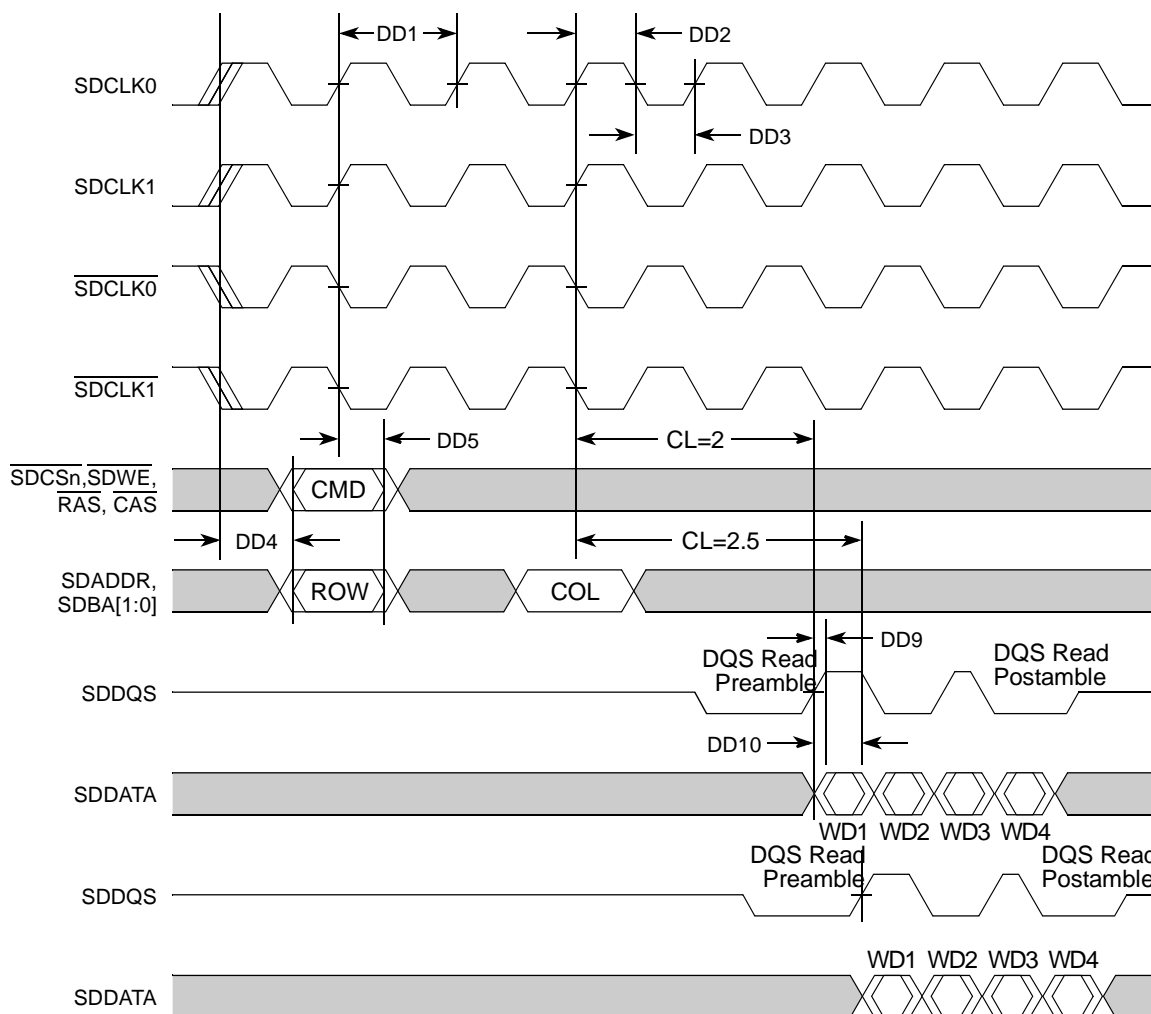 DD1
DD2
SDCLK0
DD3
SDCLK1
SDCLK0
SDCLK1
DD5
CL=2
SDCSn,SDWE,
RAS, CAS
CMD
DD4
CL=2.5
SDADDR,
SDBA[1:0]
ROW
COL
DD9
DQS Read
Preamble
DQS Read
Postamble
SDDQS
DD10
SDDATA
WD1 WD2 WD3 WD4
DQS Read
Preamble
DQS Read
Postamble
SDDQS
WD1 WD2 WD3 WD4
SDDATA